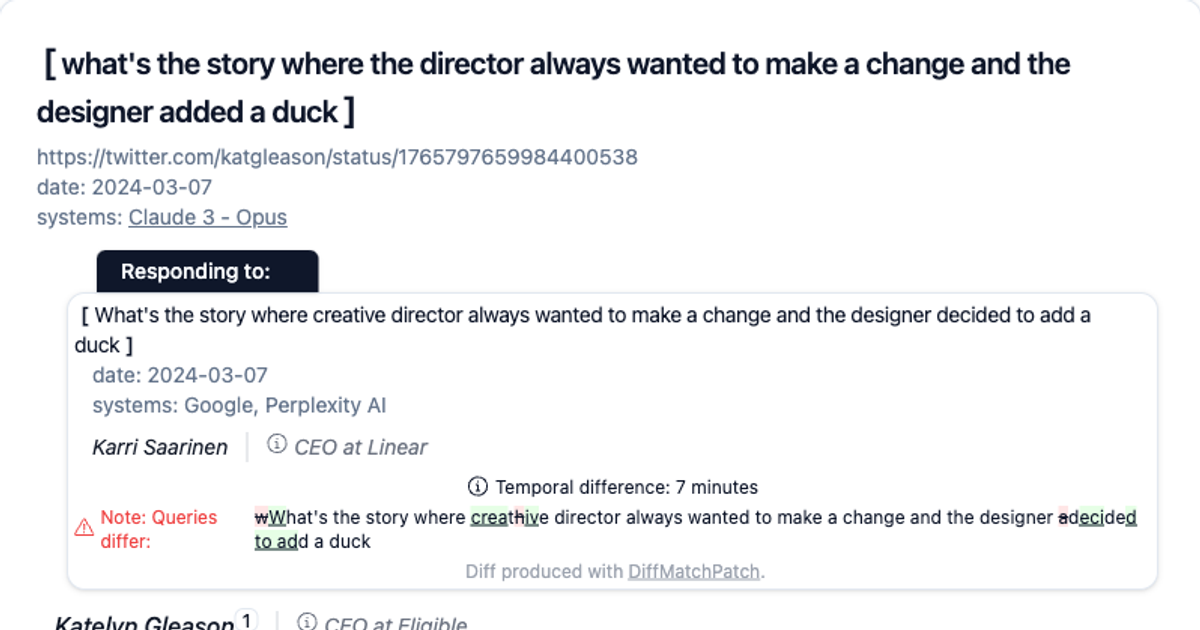 [ what's the story where the director always wanted to make a change and the
designer added a duck ]
https://twitter.com/katgleason/status/1765797659984400538
date: 2024-03-07
systems: Claude 3 - Opus
Responding to:
[ What's the story where creative director always wanted to make a change and the designer decided to add a
duck ]
date: 2024-03-07
systems: Google, Perplexity AI
Karri Saarinen | ⓘ CEO at Linear
ⓘ Temporal difference: 7 minutes
⚠ Note: Queries differ:
wWhat's the story where creathive director always wanted to make a change and the designer adecided
to add a duck
Diff produced with DiffMatchPatch.
Katelyn Gleason 1 | ⓘ CEO at Eligible